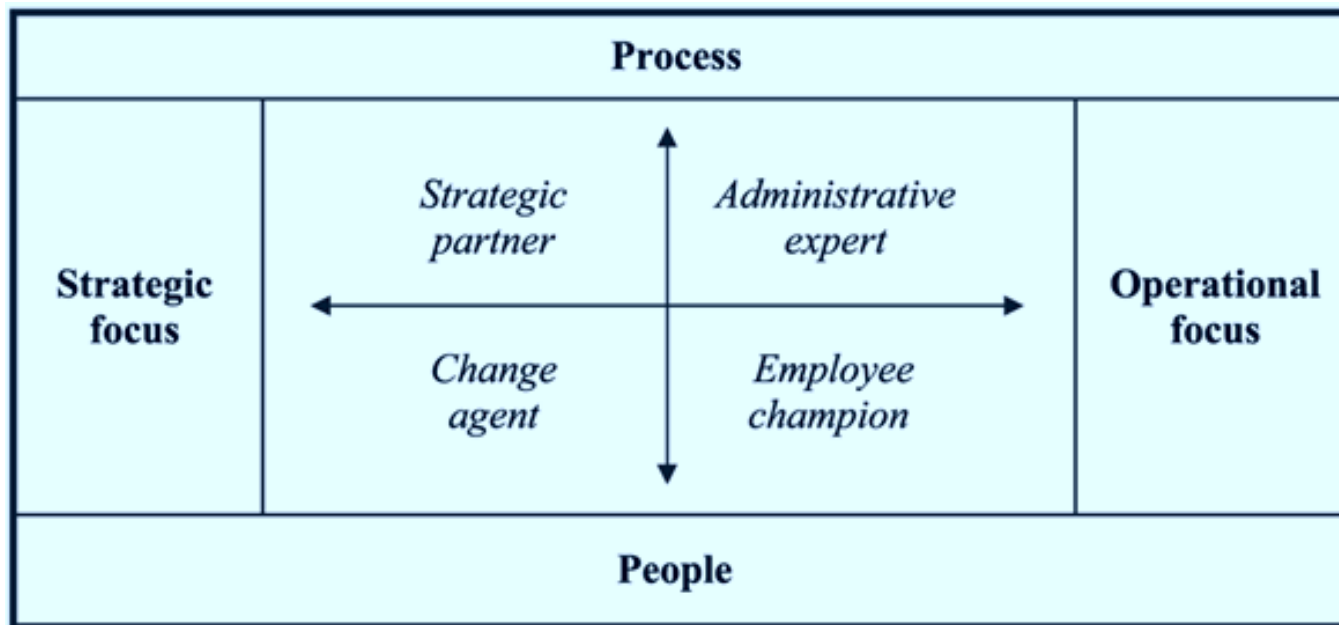 Process
Strategic
partner
Administrative
expert
Strategic
focus
Operational
focus
Change
agent
Employee
champion
People